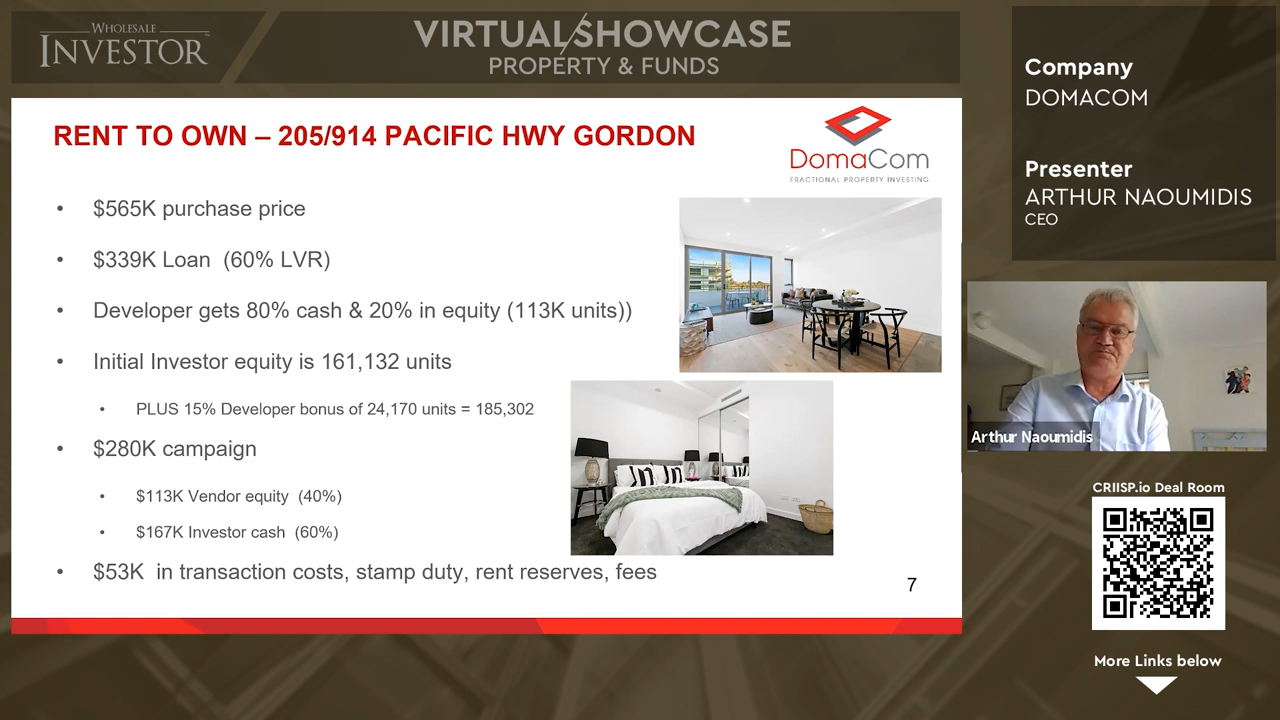 WHOLESALE
INVESTOR
VIRTUAL SHOWCASE
PROPERTY & FUNDS
Company
DOMACOM
Presenter
ARTHUR NAOUMIDIS
CEO
RENT TO OWN – 205/914 PACIFIC HWY GORDON
DomaCom
FRACTIONAL PROPERTY INVESTING
• $565K purchase price
• $339K Loan (60% LVR)
• Developer gets 80% cash & 20% in equity (113K units))
• Initial Investor equity is 161,132 units
• PLUS 15% Developer bonus of 24,170 units = 185,302
• $280K campaign
• $113K Vendor equity (40%)
• $167K Investor cash (60%)
• $53K in transaction costs, stamp duty, rent reserves, fees
7
Arthur Naoumidis
CRIISP.io Deal Room
More Links below